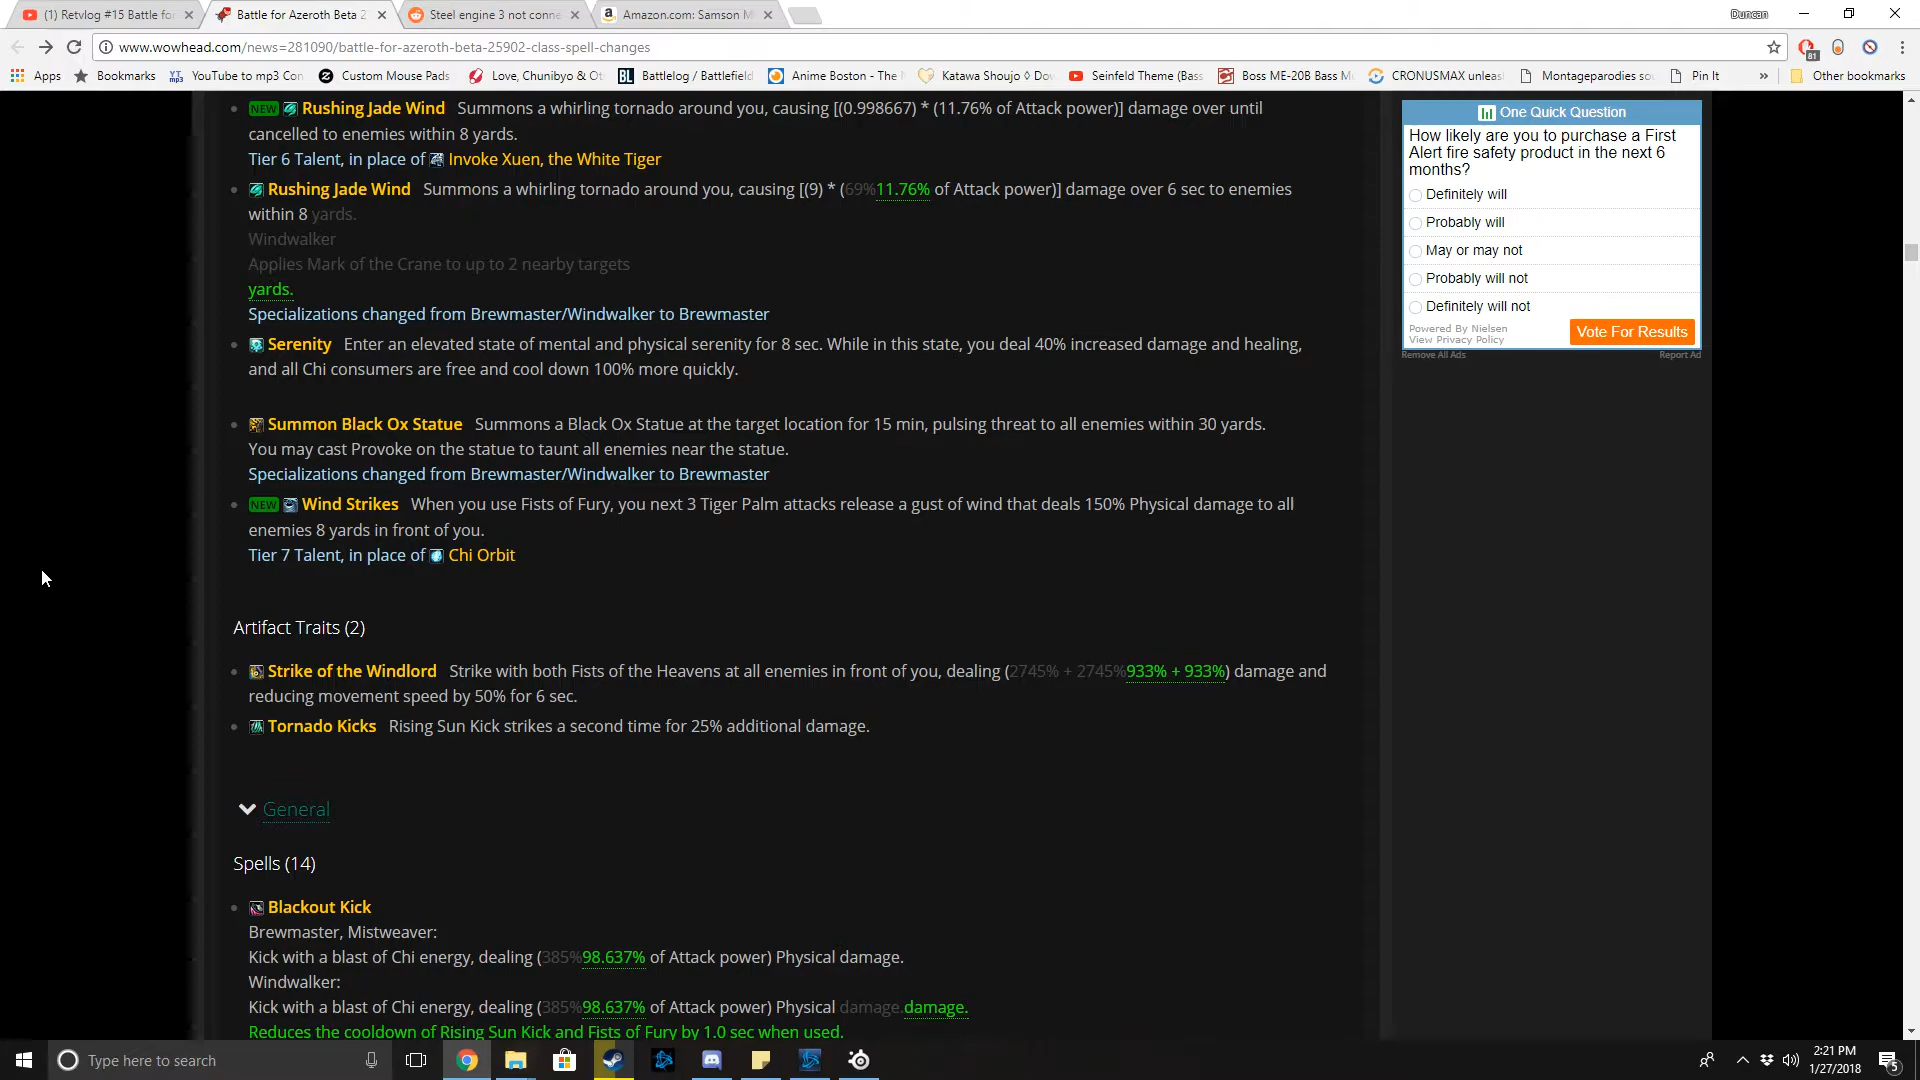 (1) Retvlog #15 Battle for
Battle for Azeroth Beta 2
Steel engine 3 not conne
Amazon.com: Samson M
Duncan
www.wowhead.com/news=281090/battle-for-azeroth-beta-25902-class-spell-changes
81
Apps
Bookmarks
YouTube to mp3 Con
Custom Mouse Pads
Love, Chunibyo & Ot
BL Battlelog / Battlefield
Anime Boston - The
Katawa Shoujo ◊ Dow
Seinfeld Theme (Bass
Boss ME-20B Bass Mu
CRONUSMAX unleas
Montageparodies sou
Pin It
»
Other bookmarks
NEW Rushing Jade Wind Summons a whirling tornado around you, causing [(0.998667) * (11.76% of Attack power)] damage over until
cancelled to enemies within 8 yards.
Tier 6 Talent, in place of Invoke Xuen, the White Tiger
Rushing Jade Wind Summons a whirling tornado around you, causing [(9) * (69%11.76% of Attack power)] damage over 6 sec to enemies
within 8 yards.
Windwalker
Applies Mark of the Crane to up to 2 nearby targets
yards.
Specializations changed from Brewmaster/Windwalker to Brewmaster
Serenity Enter an elevated state of mental and physical serenity for 8 sec. While in this state, you deal 40% increased damage and healing,
and all Chi consumers are free and cool down 100% more quickly.
Summon Black Ox Statue Summons a Black Ox Statue at the target location for 15 min, pulsing threat to all enemies within 30 yards.
You may cast Provoke on the statue to taunt all enemies near the statue.
Specializations changed from Brewmaster/Windwalker to Brewmaster
NEW Wind Strikes When you use Fists of Fury, you next 3 Tiger Palm attacks release a gust of wind that deals 150% Physical damage to all
enemies 8 yards in front of you.
Tier 7 Talent, in place of Chi Orbit
Artifact Traits (2)
Strike of the Windlord Strike with both Fists of the Heavens at all enemies in front of you, dealing (2745% + 2745%933% + 933%) damage and
reducing movement speed by 50% for 6 sec.
Tornado Kicks Rising Sun Kick strikes a second time for 25% additional damage.
General
Spells (14)
Blackout Kick
Brewmaster, Mistweaver:
Kick with a blast of Chi energy, dealing (385%98.637% of Attack power) Physical damage.
Windwalker:
Kick with a blast of Chi energy, dealing (385%98.637% of Attack power) Physical damage.damage.
Reduces the cooldown of Rising Sun Kick and Fists of Fury by 1.0 sec when used.
One Quick Question
How likely are you to purchase a First
Alert fire safety product in the next 6
months?
Definitely will
Probably will
May or may not
Probably will not
Definitely will not
Powered By Nielsen
View Privacy Policy
Vote For Results
Remove All Ads
Report Ad
Type here to search
2:21 PM
1/27/2018
5